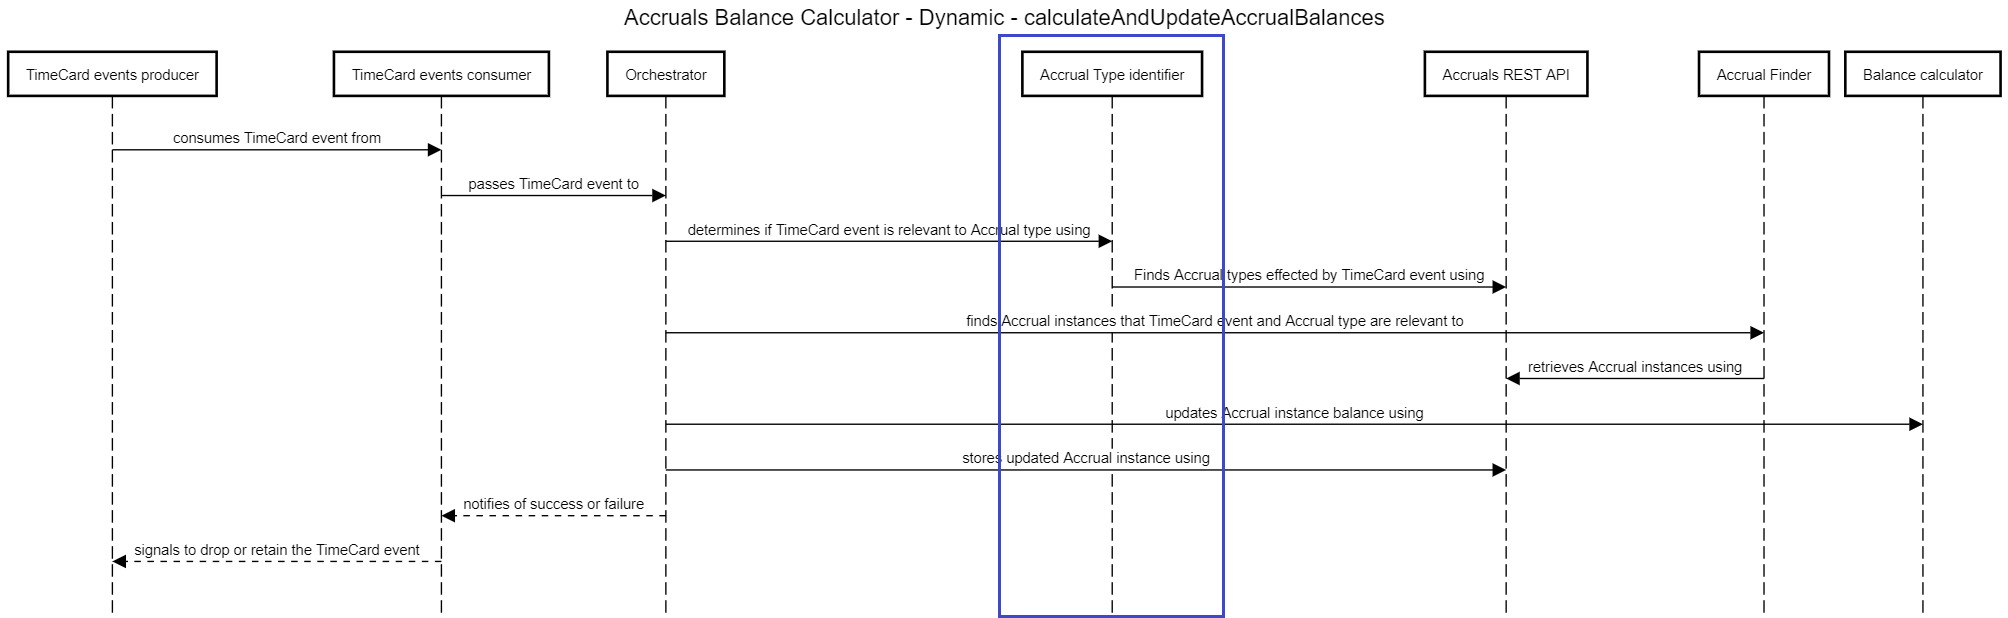 Accruals Balance Calculator - Dynamic - calculateAndUpdateAccrualBalances
TimeCard events producer
TimeCard events consumer
Orchestrator
Accrual Type identifier
Accruals REST API
Accrual Finder
Balance calculator
consumes TimeCard event from
passes TimeCard event to
determines if TimeCard event is relevant to Accrual type using
Finds Accrual types effected by TimeCard event using
finds Accrual instances that TimeCard event and Accrual type are relevant to
retrieves Accrual instances using
updates Accrual instance balance using
stores updated Accrual instance using
notifies of success or failure
signals to drop or retain the TimeCard event